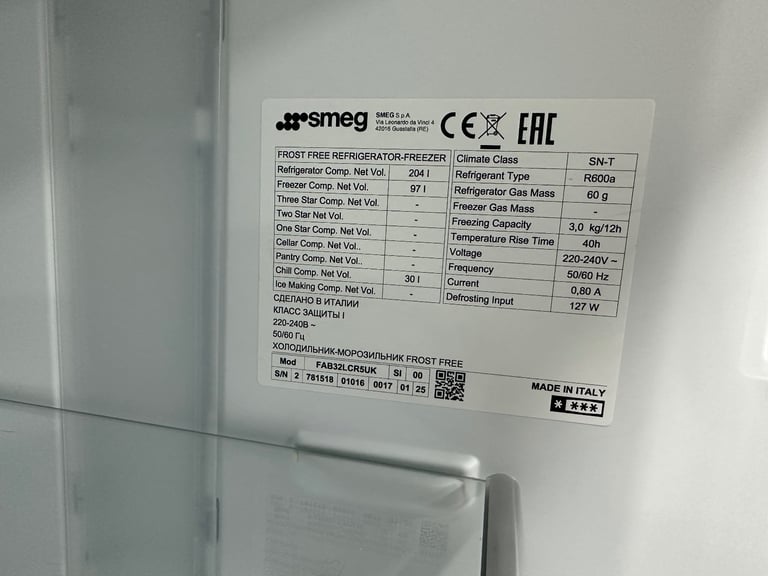 smeg
SMEG S.p.A
Via Leonardo da Vinci 4
42016 Guastalla (RE)
CE EAC
FROST FREE REFRIGERATOR-FREEZER
Refrigerator Comp. Net Vol. 204 l
Freezer Comp. Net Vol. 97 l
Three Star Comp. Net Vol. -
Two Star Net Vol. -
One Star Comp. Net Vol. -
Cellar Comp. Net Vol.. -
Pantry Comp. Net Vol.. -
Chill Comp. Net Vol. 30 l
Ice Making Comp. Net Vol. -
Climate Class SN-T
Refrigerant Type R600a
Refrigerator Gas Mass 60 g
Freezer Gas Mass -
Freezing Capacity 3,0 kg/12h
Temperature Rise Time 40h
Voltage 220-240V ~
Frequency 50/60 Hz
Current 0,80 A
Defrosting Input 127 W
СДЕЛАНО В ИТАЛИИ
КЛАСС ЗАЩИТЫ I
220-240В ~
50/60 Гц
ХОЛОДИЛЬНИК-МОРОЗИЛЬНИК FROST FREE
Mod FAB32LCR5UK SI 00
S/N 2 781518 01016 0017 01 25
MADE IN ITALY
* ***